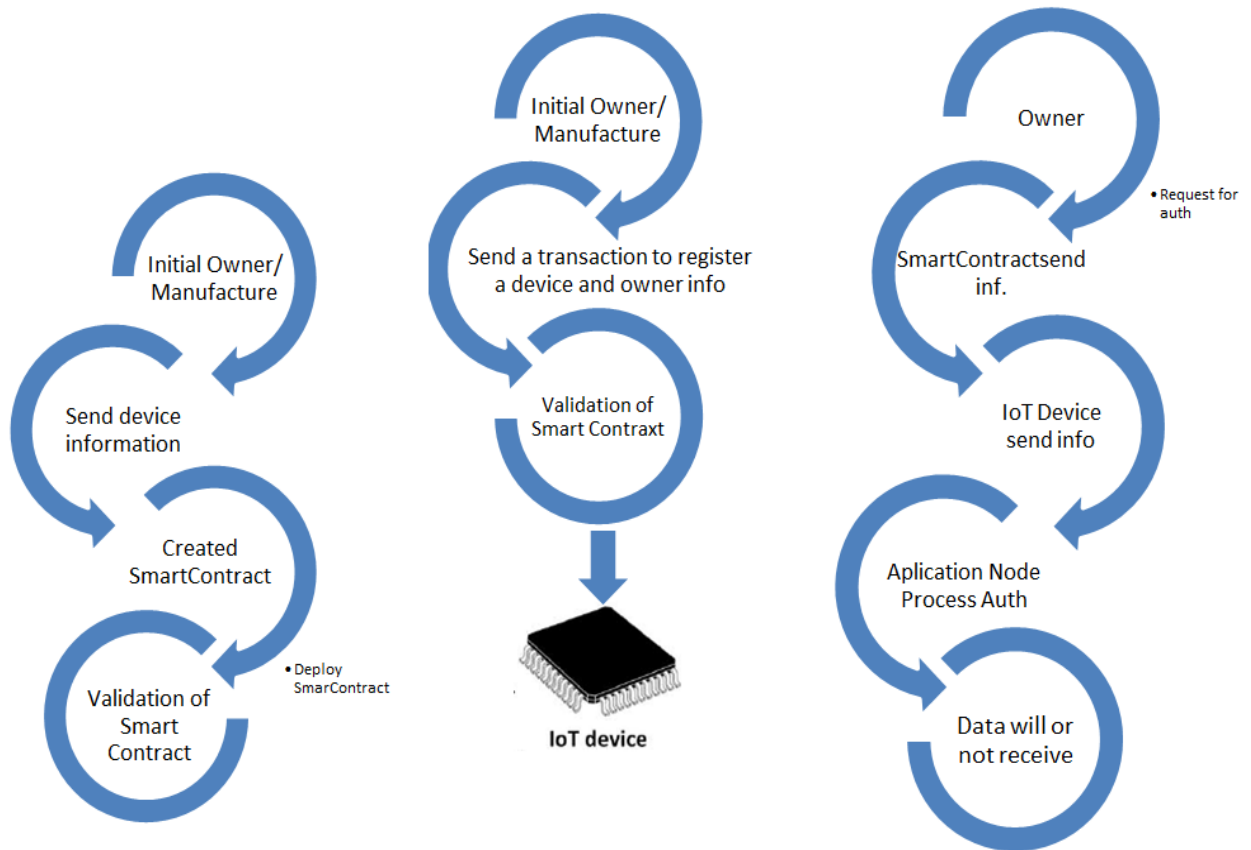 Initial Owner/
Manufacture
Send device
information
Created
SmartContract
• Deploy
SmarContract
Validation of
Smart
Contract
Initial Owner/
Manufacture
Send a transaction to register
a device and owner info
Validation of
Smart Contraxt
IoT device
Owner
• Request for
auth
SmartContractsend
inf.
IoT Device
send info
Aplication Node
Process Auth
Data will or
not receive